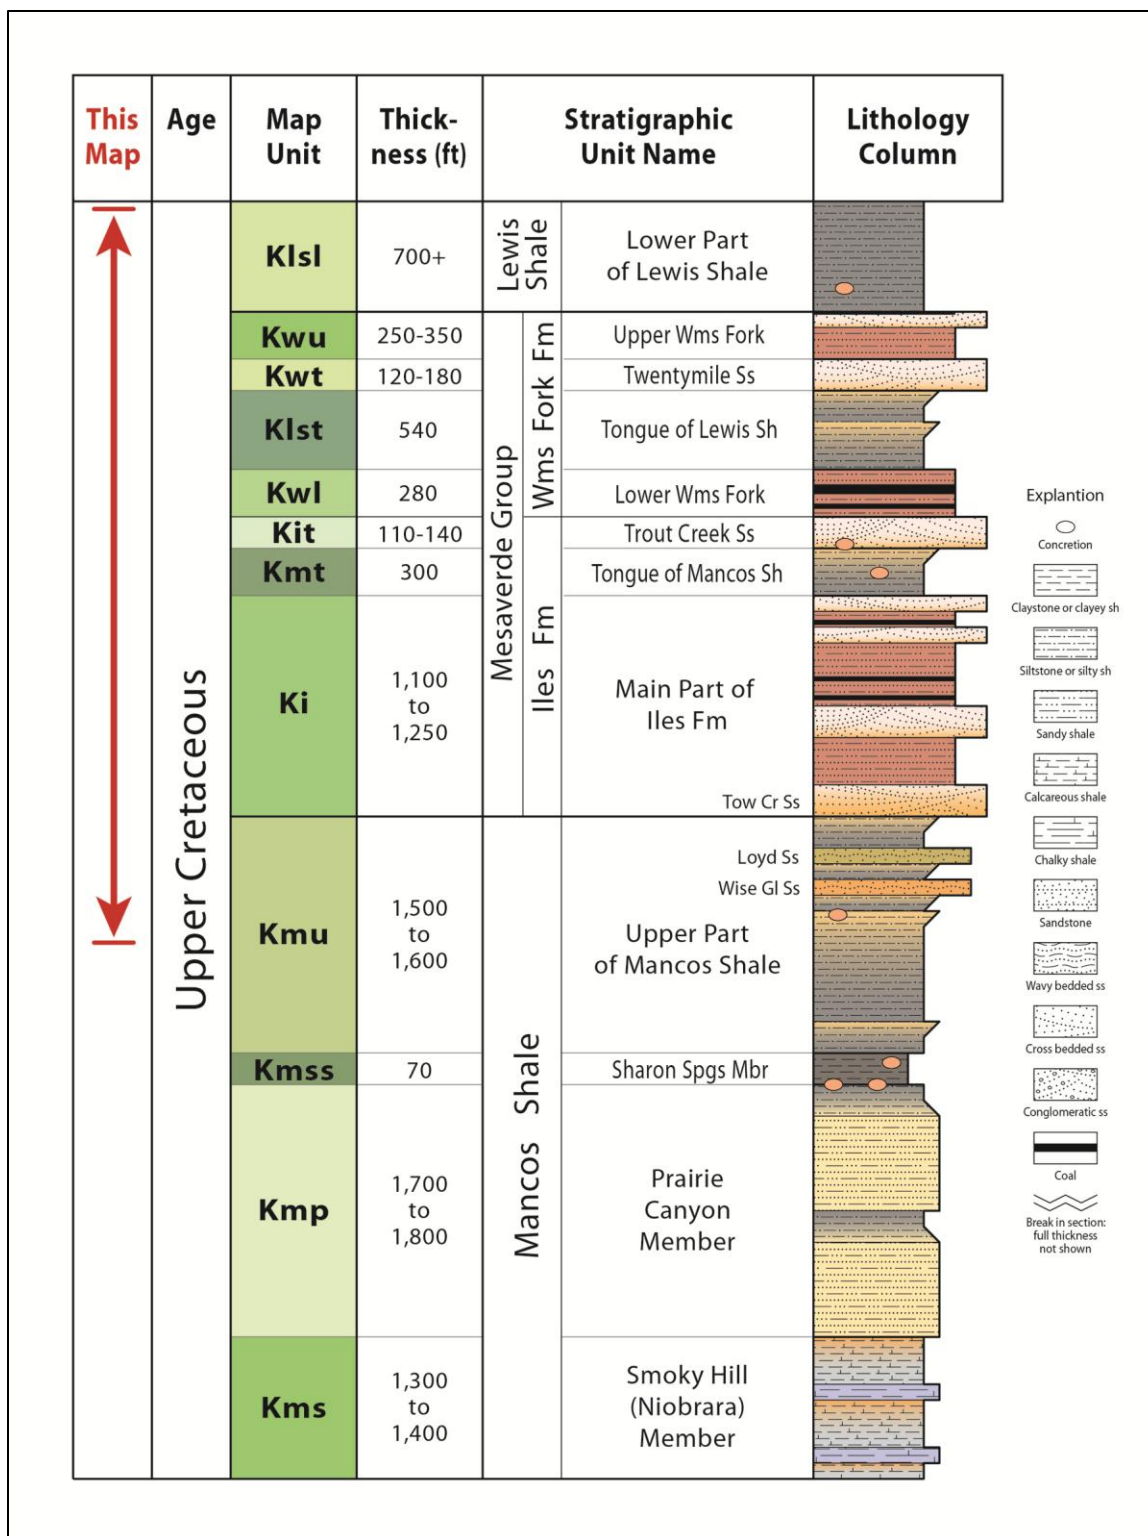 This
Map
Age
Map
Unit
Thick-
ness (ft)
Stratigraphic
Unit Name
Lithology
Column
Upper Cretaceous
Klsl
700+
Lewis
Shale
Lower Part
of Lewis Shale
Mesaverde Group
Wms Fork Fm
Kwu
250-350
Upper Wms Fork
Kwt
120-180
Twentymile Ss
Klst
540
Tongue of Lewis Sh
Kwl
280
Lower Wms Fork
Iles Fm
Kit
110-140
Trout Creek Ss
Kmt
300
Tongue of Mancos Sh
Ki
1,100
to
1,250
Main Part of
Iles Fm
Tow Cr Ss
Mancos Shale
Kmu
1,500
to
1,600
Loyd Ss
Wise Gl Ss
Upper Part
of Mancos Shale
Kmss
70
Sharon Spgs Mbr
Kmp
1,700
to
1,800
Prairie
Canyon
Member
Kms
1,300
to
1,400
Smoky Hill
(Niobrara)
Member
Explantion
Concretion
Claystone or clayey sh
Siltstone or silty sh
Sandy shale
Calcareous shale
Chalky shale
Sandstone
Wavy bedded ss
Cross bedded ss
Conglomeratic ss
Coal
Break in section:
full thickness
not shown